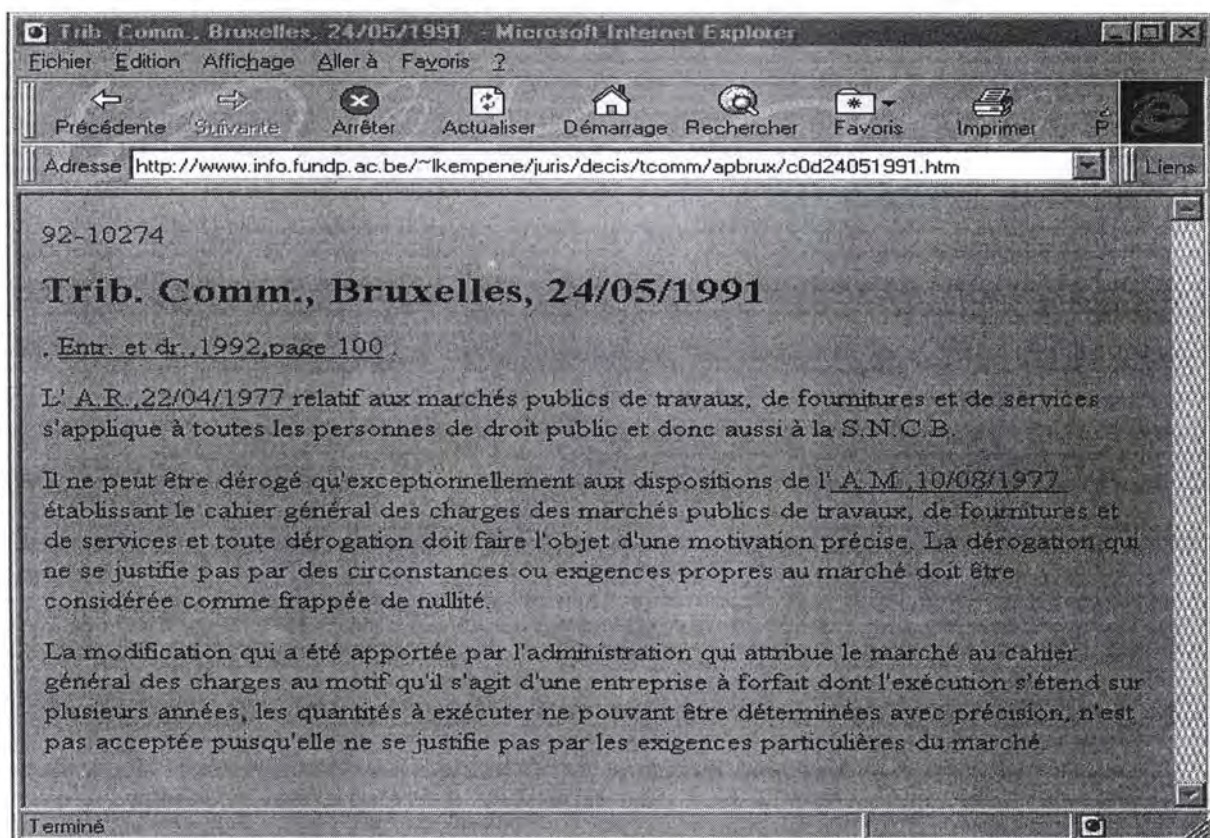 Trib. Comm., Bruxelles, 24/05/1991 - Microsoft Internet Explorer
Fichier Edition Affichage Aller à Favoris ?
Précédente Suivante Arrêter Actualiser Démarrage Rechercher Favoris Imprimer P
Adresse http://www.info.fundp.ac.be/~lkempene/juris/decis/tcomm/apbrux/c0d24051991.htm Liens
92-10274
Trib. Comm., Bruxelles, 24/05/1991
, Entr. et dr.,1992,page 100 .
L' A.R.,22/04/1977 relatif aux marchés publics de travaux, de fournitures et de services
s'applique à toutes les personnes de droit public et donc aussi à la S.N.C.B.
Il ne peut être dérogé qu'exceptionnellement aux dispositions de l' A.M.,10/08/1977
établissant le cahier général des charges des marchés publics de travaux, de fournitures et
de services et toute dérogation doit faire l'objet d'une motivation précise. La dérogation qui
ne se justifie pas par des circonstances ou exigences propres au marché doit être
considérée comme frappée de nullité.
La modification qui a été apportée par l'administration qui attribue le marché au cahier
général des charges au motif qu'il s'agit d'une entreprise à forfait dont l'exécution s'étend sur
plusieurs années, les quantités à exécuter ne pouvant être déterminées avec précision, n'est
pas acceptée puisqu'elle ne se justifie pas par les exigences particulières du marché.
Terminé